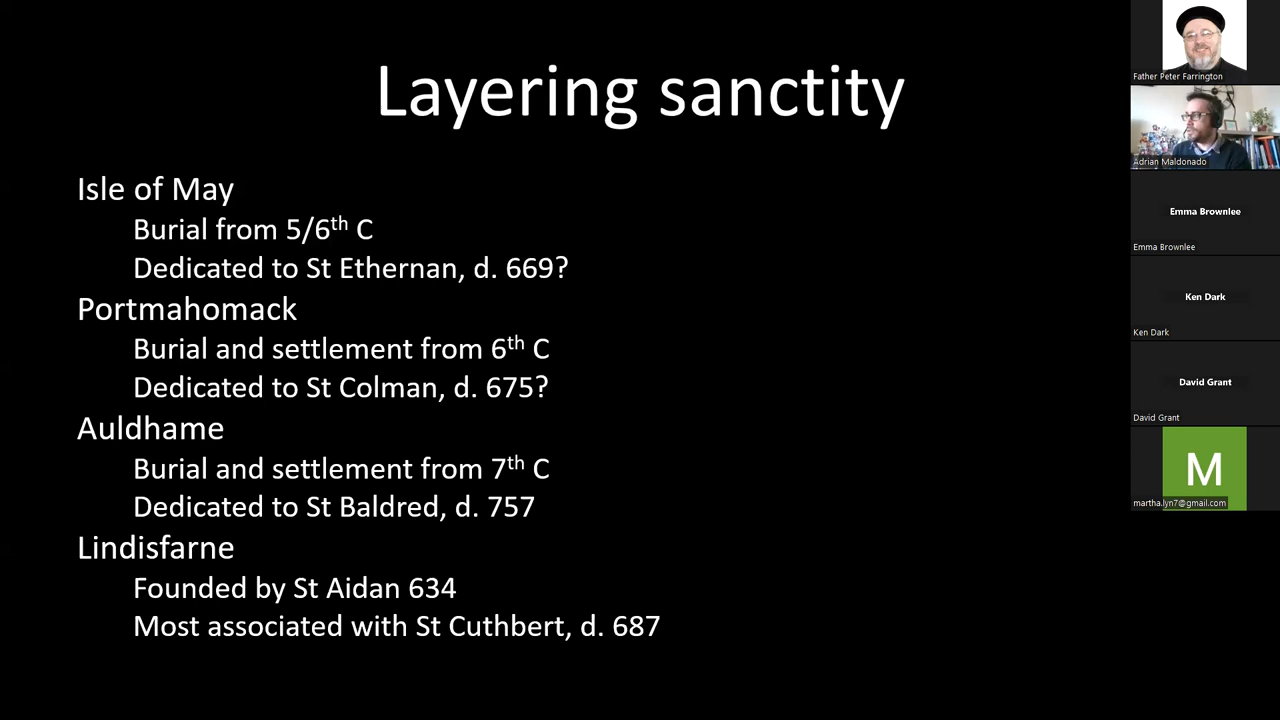 Layering sanctity
Isle of May
Burial from 5/6th C
Dedicated to St Ethernan, d. 669?
Portmahomack
Burial and settlement from 6th C
Dedicated to St Colman, d. 675?
Auldhame
Burial and settlement from 7th C
Dedicated to St Baldred, d. 757
Lindisfarne
Founded by St Aidan 634
Most associated with St Cuthbert, d. 687
Father Peter Farrington
Adrian Maldonado
Emma Brownlee
Emma Brownlee
Ken Dark
Ken Dark
David Grant
David Grant
M
martha.lyn7@gmail.com